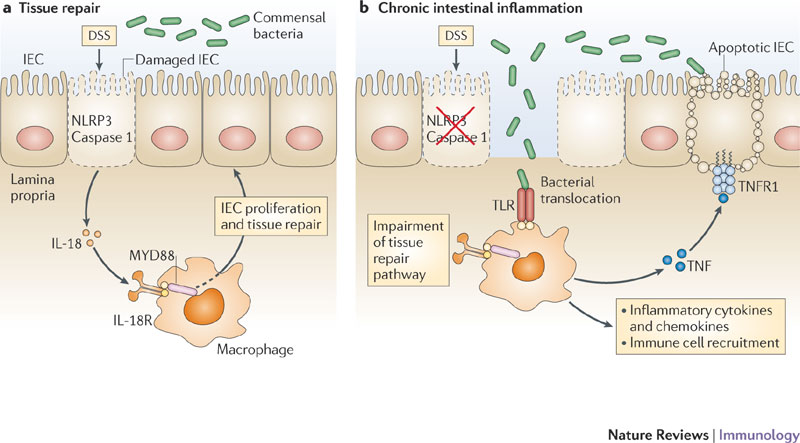 a Tissue repair
Commensal
bacteria
DSS
IEC
Damaged IEC
NLRP3
Caspase 1
Lamina
propria
IEC proliferation
and tissue repair
IL-18
MYD88
IL-18R
Macrophage
b Chronic intestinal inflammation
DSS
Apoptotic IEC
NLRP3
Caspase 1
Bacterial
translocation
TLR
TNFR1
Impairment
of tissue
repair
pathway
TNF
• Inflammatory cytokines
and chemokines
• Immune cell recruitment
Nature Reviews | Immunology